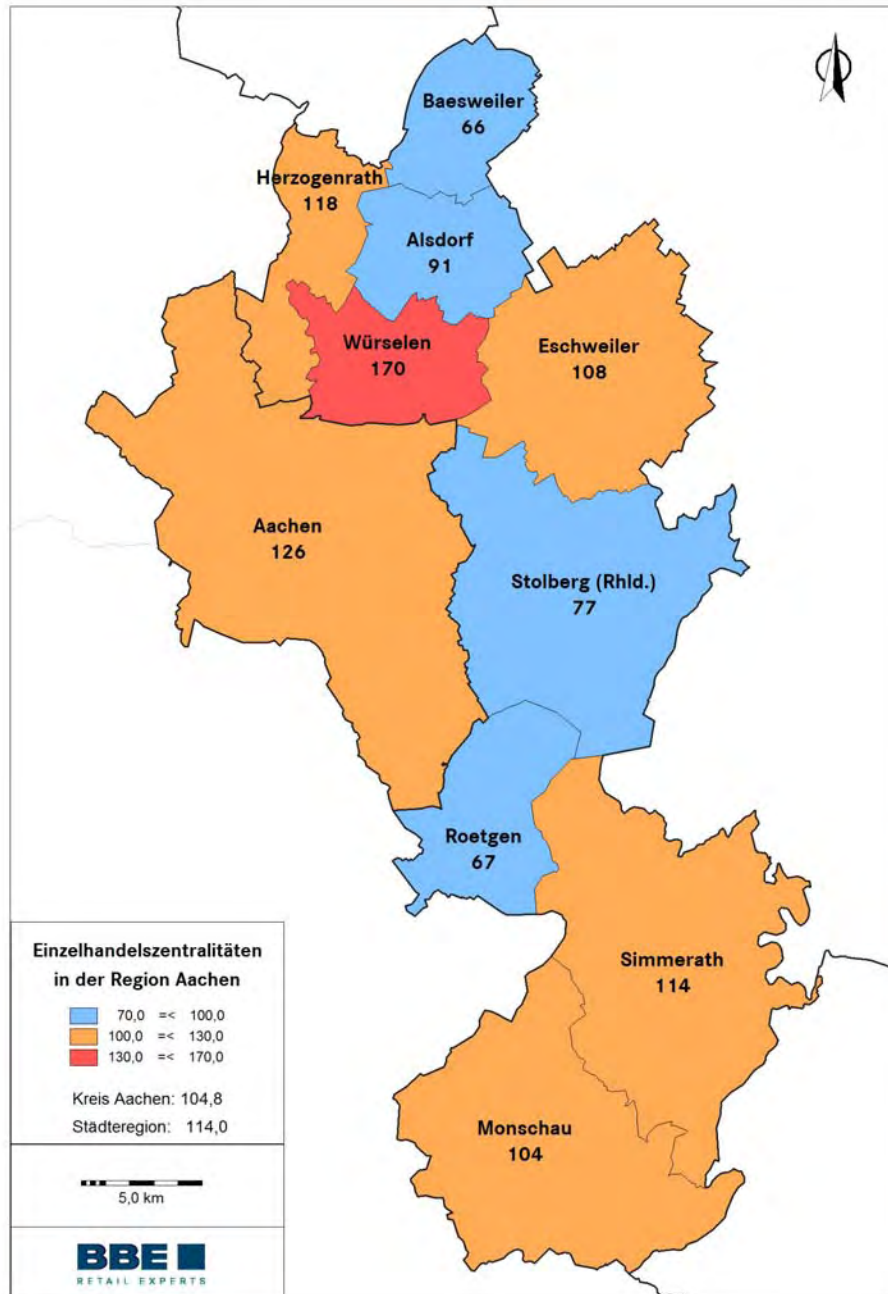 Baesweiler
66
Herzogenrath
118
Alsdorf
91
Würselen
170
Eschweiler
108
Aachen
126
Stolberg (Rhld.)
77
Roetgen
67
Simmerath
114
Monschau
104
Einzelhandelszentralitäten
in der Region Aachen
70,0 =< 100,0
100,0 =< 130,0
130,0 =< 170,0
Kreis Aachen: 104,8
Städteregion: 114,0
5,0 km
BBE
RETAIL EXPERTS